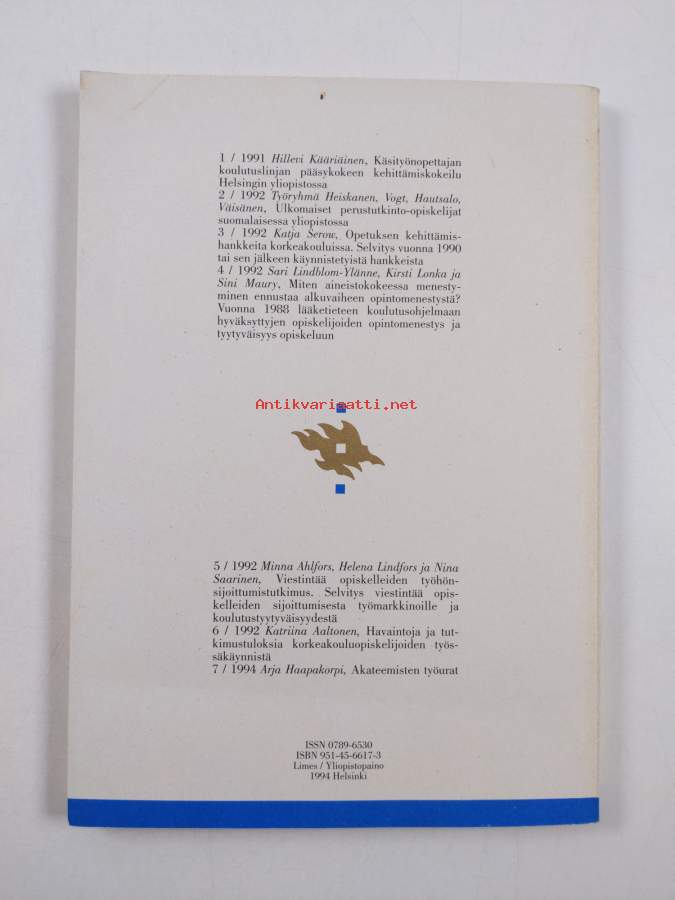 1 / 1991 Hillevi Kääriäinen, Käsityönopettajan
koulutuslinjan pääsykokeen kehittämiskokeilu
Helsingin yliopistossa
2 / 1992 Työryhmä Heiskanen, Vogt, Hautsalo,
Väisänen, Ulkomaiset perustutkinto-opiskelijat
suomalaisessa yliopistossa
3 / 1992 Katja Serow, Opetuksen kehittämis-
hankkeita korkeakouluissa. Selvitys vuonna 1990
tai sen jälkeen käynnistetyistä hankkeista
4 / 1992 Sari Lindblom-Ylänne, Kirsti Lonka ja
Sini Maury, Miten aineistokokeessa menesty-
minen ennustaa alkuvaiheen opintomenestystä?
Vuonna 1988 lääketieteen koulutusohjelmaan
hyväksyttyjen opiskelijoiden opintomenestys ja
tyytyväisyys opiskeluun
Antikvariaatti.net
5 / 1992 Minna Ahlfors, Helena Lindfors ja Nina
Saarinen, Viestintää opiskelleiden työhön-
sijoittumistutkimus. Selvitys viestintää opis-
kelleiden sijoittumisesta työmarkkinoille ja
koulutustyytyväisyydestä
6 / 1992 Katriina Aaltonen, Havaintoja ja tut-
kimustuloksia korkeakouluopiskelijoiden työs-
säkäynnistä
7 / 1994 Arja Haapakorpi, Akateemisten työurat
ISSN 0789-6530
ISBN 951-45-6617-3
Limes / Yliopistopaino
1994 Helsinki